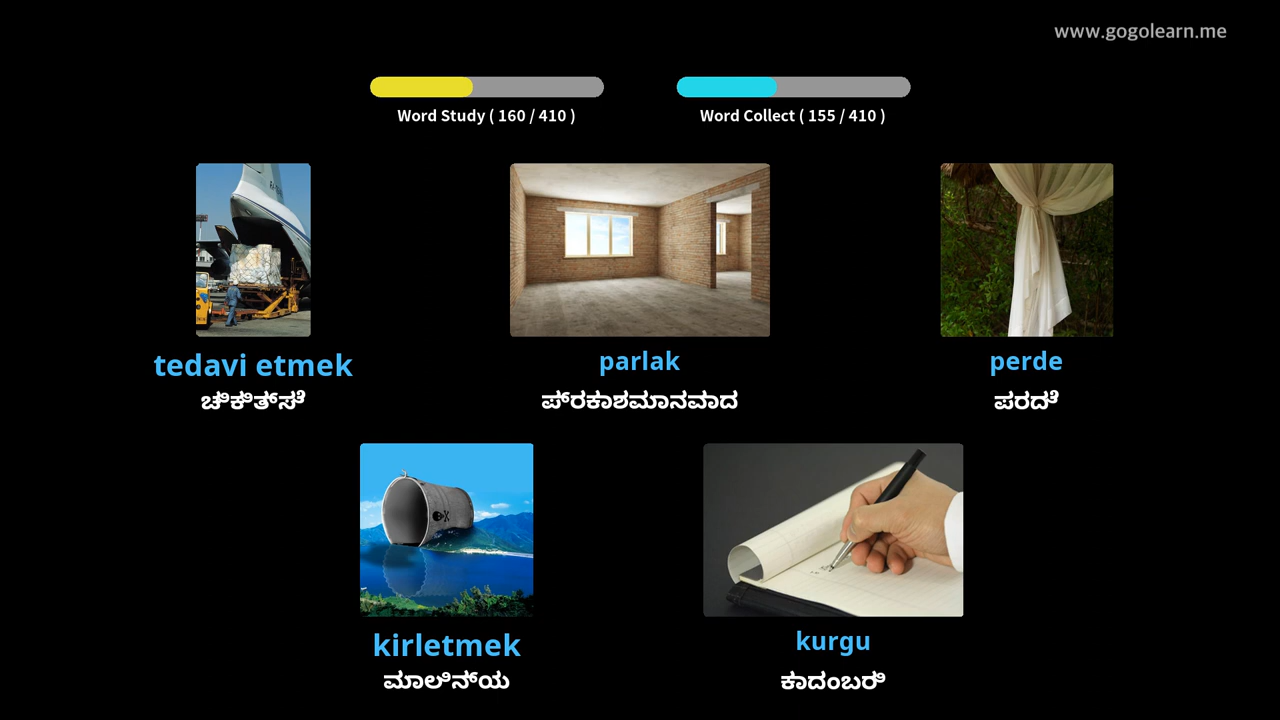 www.gogolearn.me
Word Study ( 160 / 410 )
Word Collect ( 155 / 410 )
tedavi etmek
ಚಿಕಿತ್ಸೆ
parlak
ಪ್ರಕಾಶಮಾನವಾದ
perde
ಪರದೆ
kirletmek
ಮಾಲಿನ್ಯ
kurgu
ಕಾದಂಬರಿ